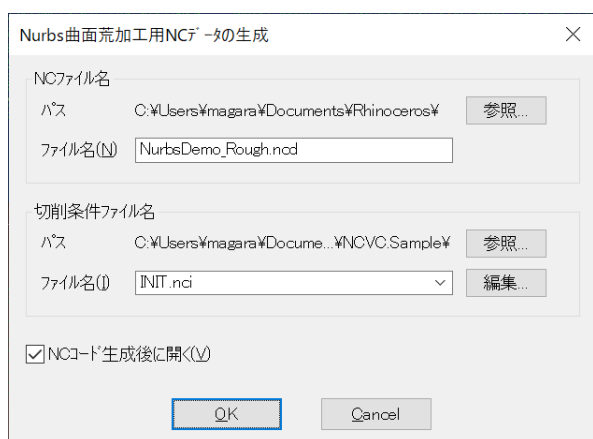 Nurbs曲面荒加工用NCﾃﾞｰﾀの生成
NCﾌｧｲﾙ名
ﾊﾟｽ C:¥Users¥magara¥Documents¥Rhinoceros¥ 参照...
ﾌｧｲﾙ名(N) NurbsDemo_Rough.ncd
切削条件ﾌｧｲﾙ名
ﾊﾟｽ C:¥Users¥magara¥Docume...¥NCVC.Sample¥ 参照...
ﾌｧｲﾙ名(I) INIT.nci 編集...
NCｺｰﾄﾞ生成後に開く(V)
OK Cancel